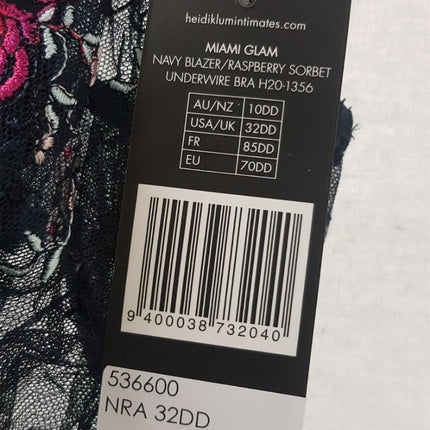 heidiklumintimates.com
MIAMI GLAM
NAVY BLAZER/RASPBERRY SORBET
UNDERWIRE BRA H20-1356
AU/NZ 10DD
USA/UK 32DD
FR 85DD
EU 70DD
9 400038 732040
536600
NRA 32DD